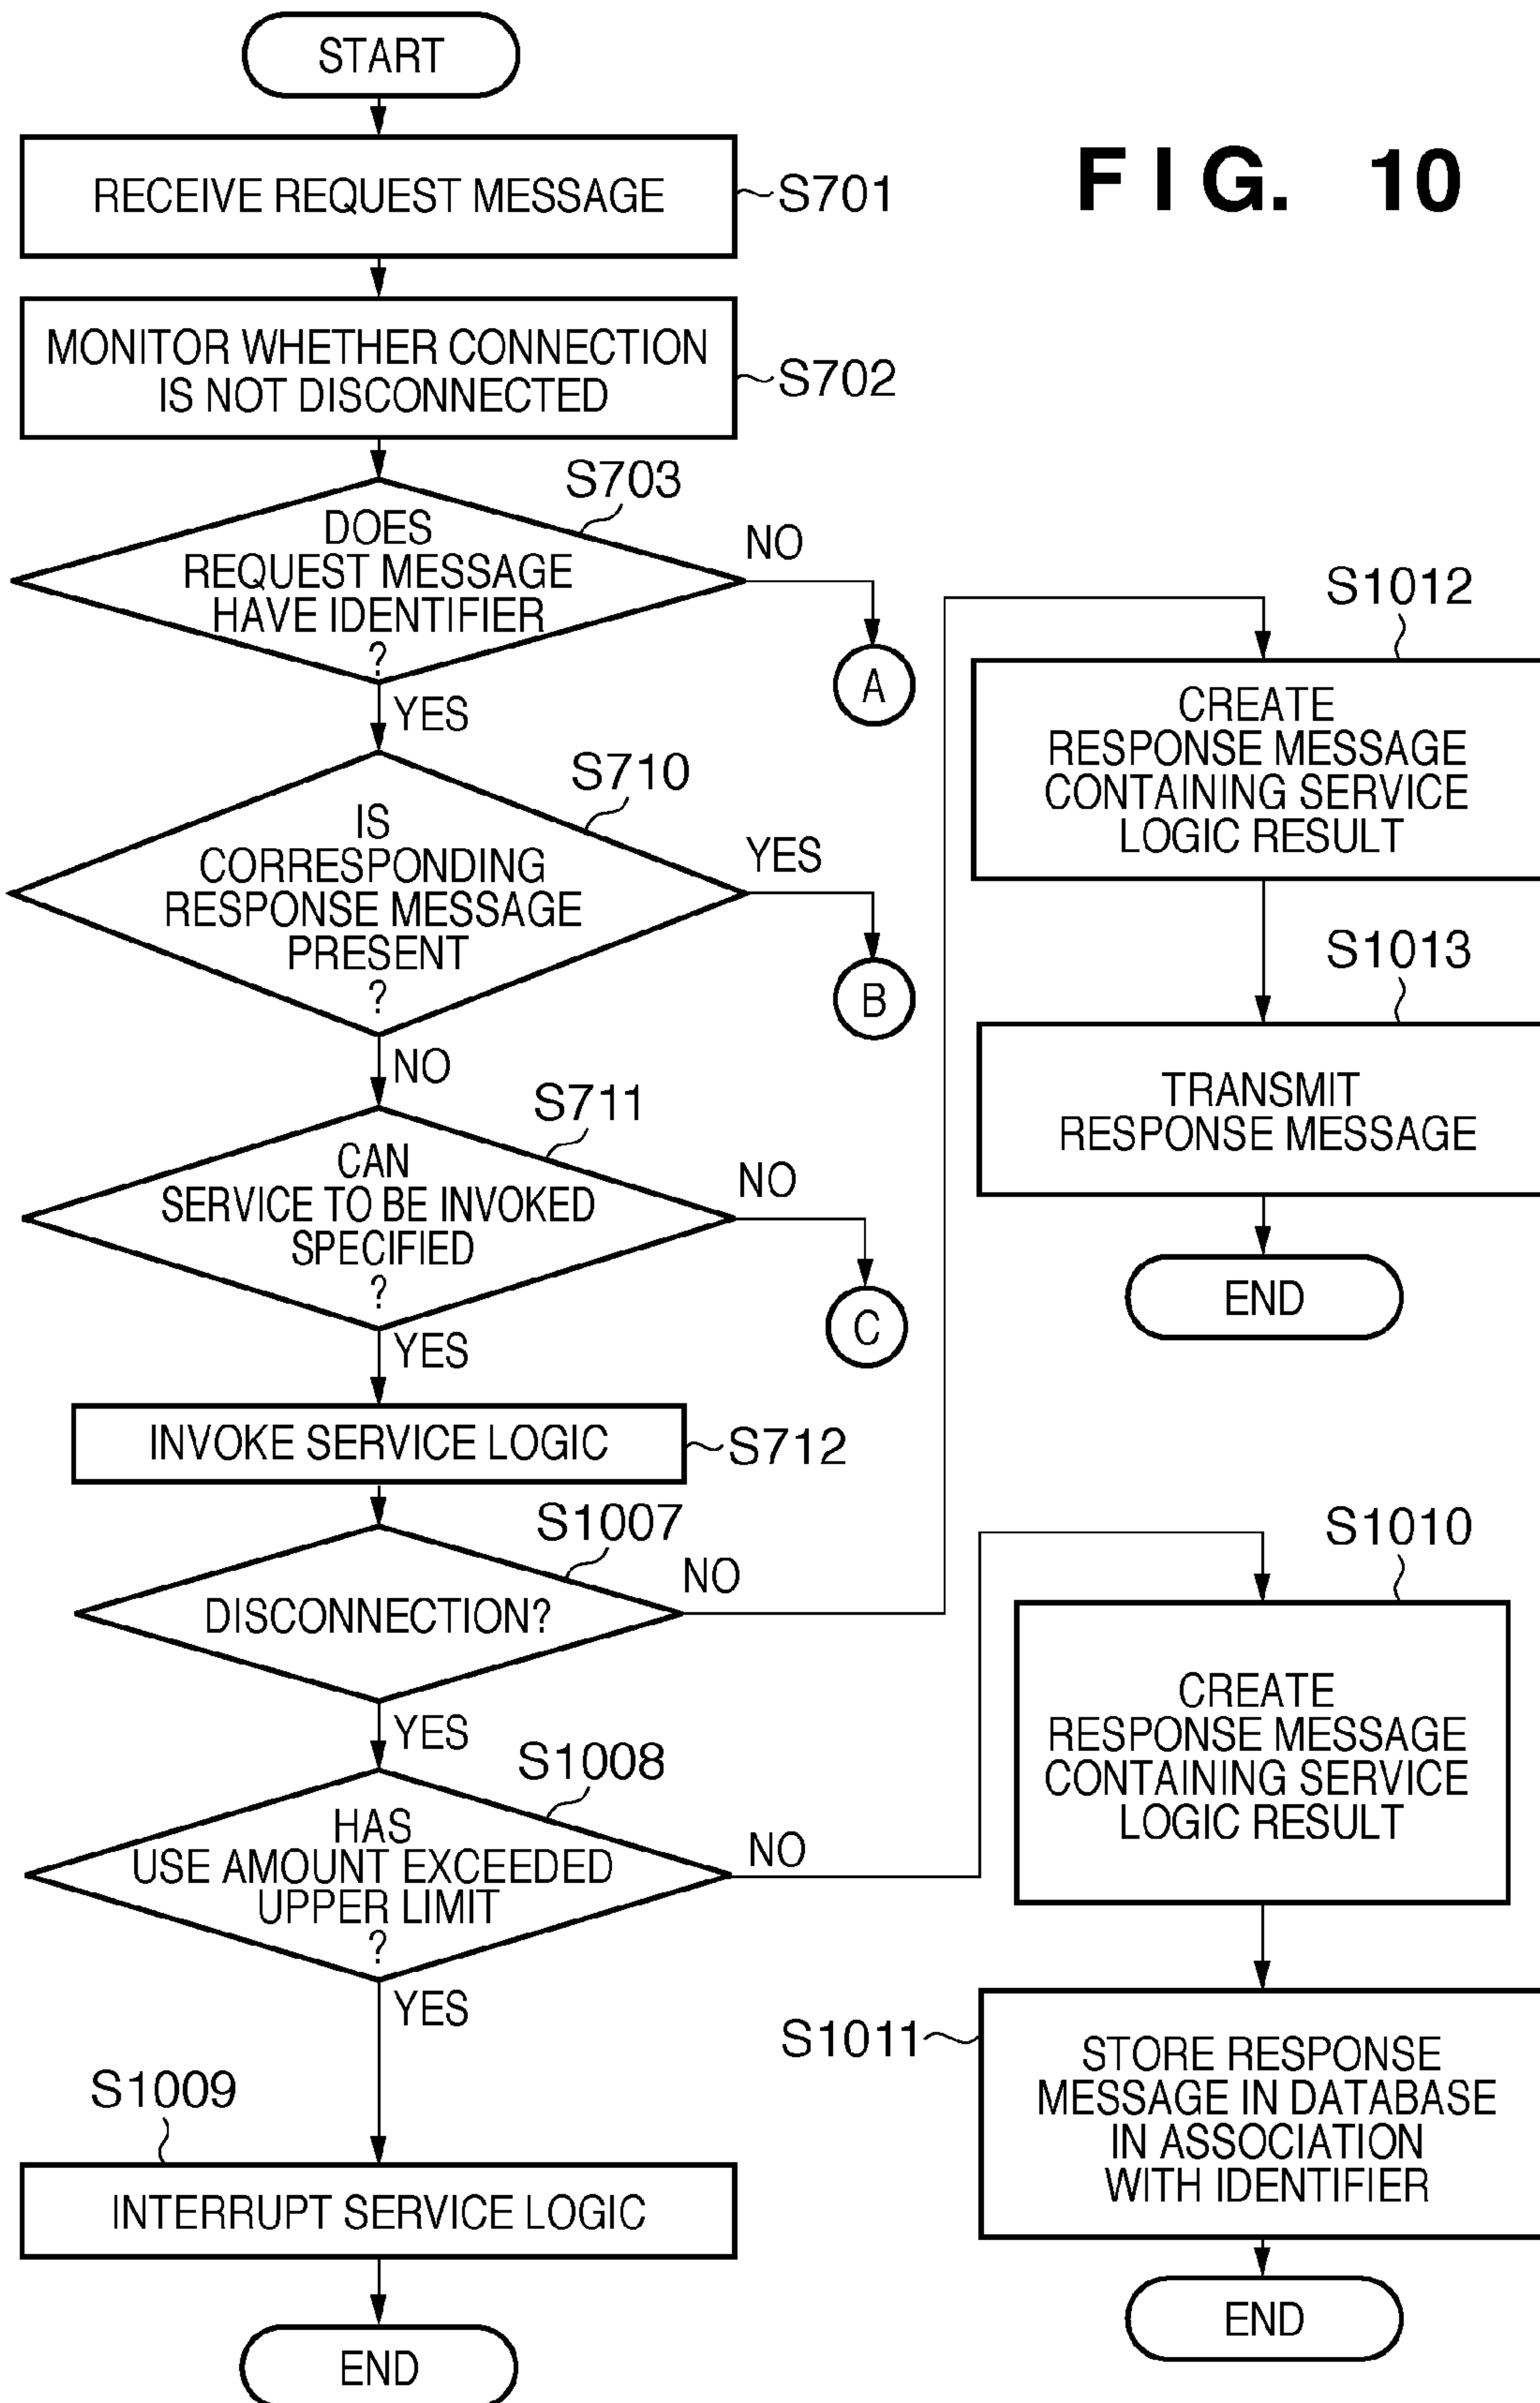 FIG. 10
START
RECEIVE REQUEST MESSAGE
S701
MONITOR WHETHER CONNECTION
IS NOT DISCONNECTED
S702
S703
DOES
REQUEST MESSAGE
HAVE IDENTIFIER
?
NO
A
YES
S710
IS
CORRESPONDING
RESPONSE MESSAGE
PRESENT
?
YES
B
NO
S711
CAN
SERVICE TO BE INVOKED
SPECIFIED
?
NO
C
YES
INVOKE SERVICE LOGIC
S712
S1007
DISCONNECTION?
NO
YES
S1008
HAS
USE AMOUNT EXCEEDED
UPPER LIMIT
?
NO
YES
S1009
INTERRUPT SERVICE LOGIC
END
S1012
CREATE
RESPONSE MESSAGE
CONTAINING SERVICE
LOGIC RESULT
S1013
TRANSMIT
RESPONSE MESSAGE
END
S1010
CREATE
RESPONSE MESSAGE
CONTAINING SERVICE
LOGIC RESULT
S1011
STORE RESPONSE
MESSAGE IN DATABASE
IN ASSOCIATION
WITH IDENTIFIER
END